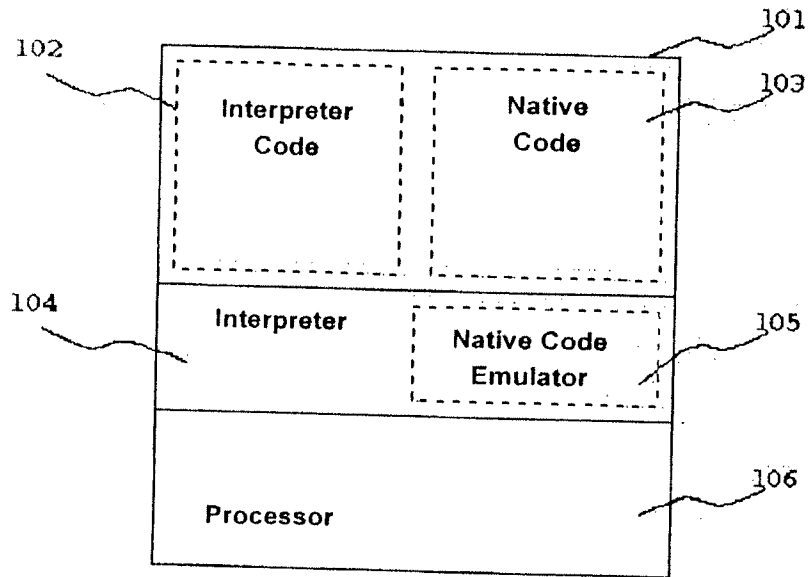 101
102
103
Interpreter
Code
Native
Code
104
Interpreter
105
Native Code
Emulator
106
Processor